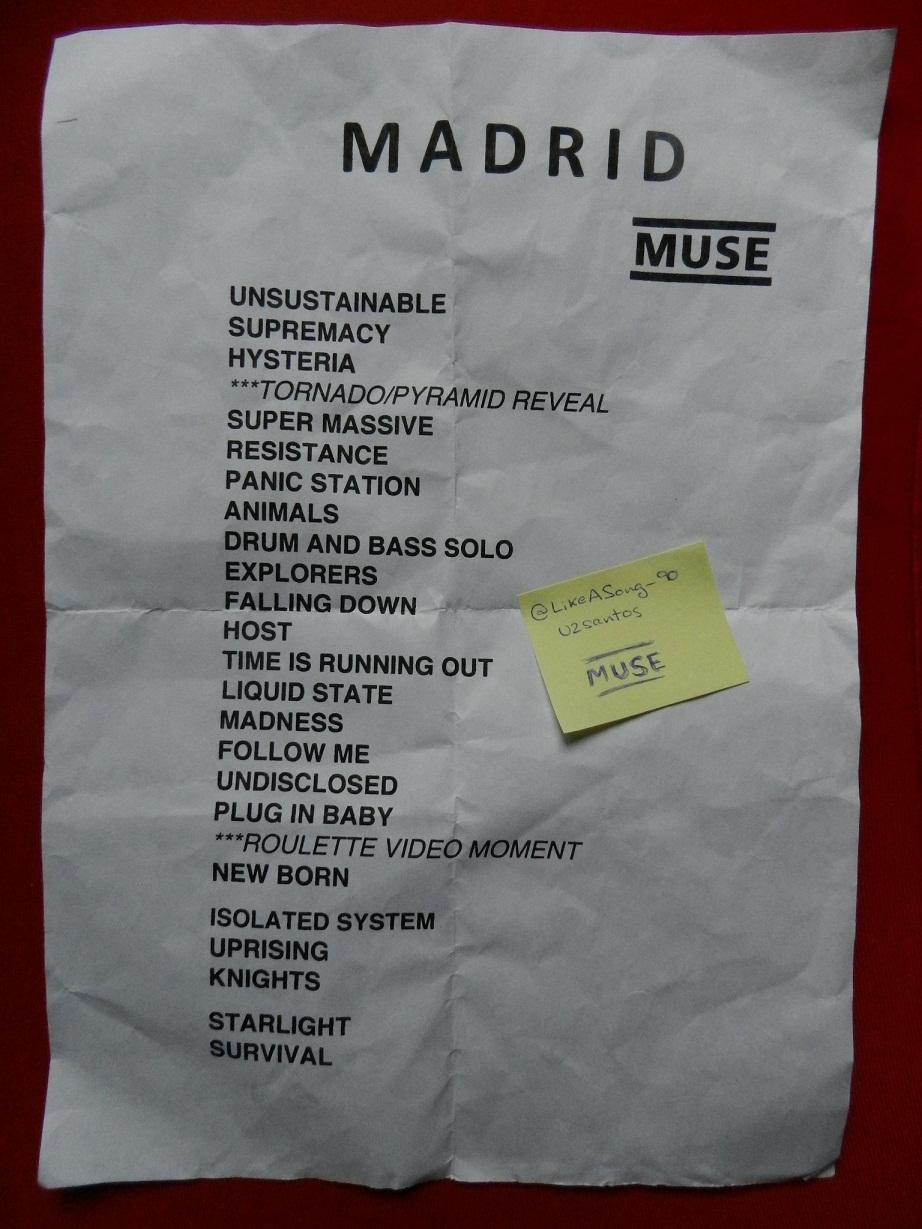 MADRID
MUSE
UNSUSTAINABLE
SUPREMACY
HYSTERIA
***TORNADO/PYRAMID REVEAL
SUPER MASSIVE
RESISTANCE
PANIC STATION
ANIMALS
DRUM AND BASS SOLO
EXPLORERS
FALLING DOWN
HOST
TIME IS RUNNING OUT
LIQUID STATE
MADNESS
FOLLOW ME
UNDISCLOSED
PLUG IN BABY
***ROULETTE VIDEO MOMENT
NEW BORN
ISOLATED SYSTEM
UPRISING
KNIGHTS
STARLIGHT
SURVIVAL
@LikeASong-90
U2santos
MUSE